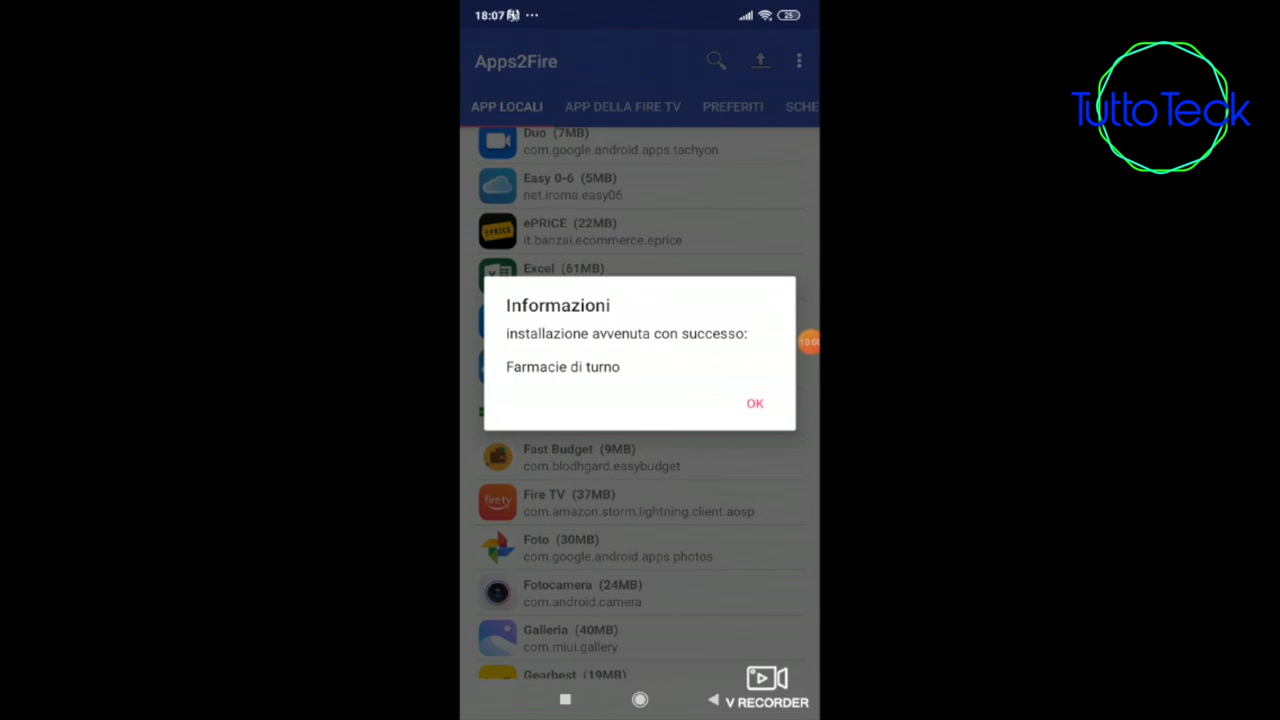 18:07
25
TuttoTeck
Apps2Fire
APP LOCALI APP DELLA FIRE TV PREFERITI SCHE
Duo (7MB)
com.google.android.apps.tachyon
Easy 0-6 (5MB)
net.iroma.easy06
ePRICE (22MB)
it.banzai.ecommerce.eprice
EPRICE
Excel (61MB)
Informazioni
installazione avvenuta con successo:
10:00
Farmacie di turno
OK
Fast Budget (9MB)
com.blodhgard.easybudget
Fire TV (37MB)
com.amazon.storm.lightning.client.aosp
firetv
Foto (30MB)
com.google.android.apps.photos
Fotocamera (24MB)
com.android.camera
Galleria (40MB)
com.miui.gallery
Gearbest (19MB)
V RECORDER